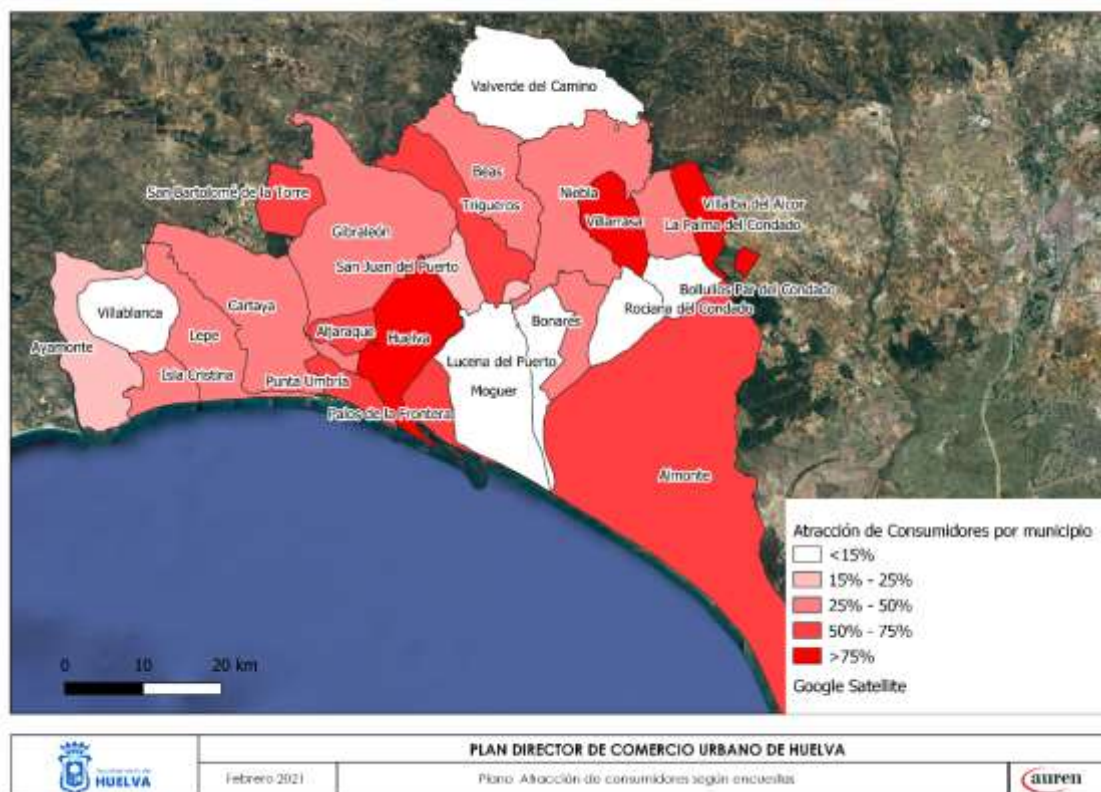 Valverde del Camino
Beas
San Bartolomé de la Torre
Niebla
Villalba del Alcor
Trigueros
Villarrasa
La Palma del Condado
Gibraleón
San Juan del Puerto
Bollullos Par del Condado
Cartaya
Villablanca
Rociana del Condado
Lepe
Aljaraque
Huelva
Bonares
Ayamonte
Lucena del Puerto
Isla Cristina
Punta Umbría
Moguer
Palos de la Frontera
Almonte
Atracción de Consumidores por municipio
<15%
15% - 25%
25% - 50%
50% - 75%
>75%
Google Satellite
0 10 20 km
PLAN DIRECTOR DE COMERCIO URBANO DE HUELVA
Ayuntamiento de
HUELVA
Febrero 2021
Plano Atracción de consumidores según encuestas
auren